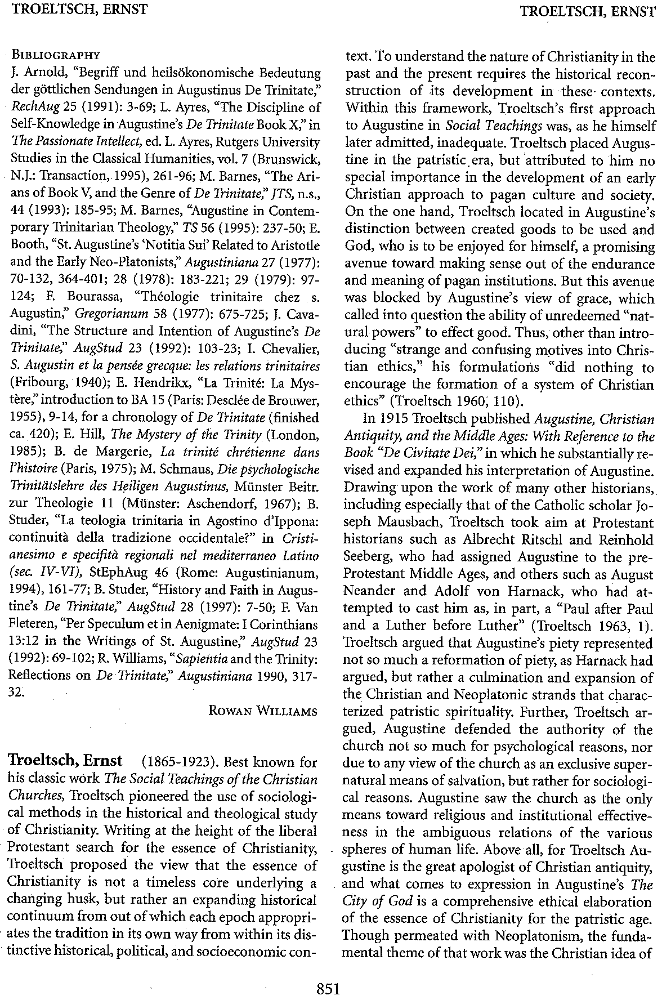 TROELTSCH, ERNST
TROELTSCH, ERNST
BIBLIOGRAPHY
J. Arnold, “Begriff und heilsökonomische Bedeutung
der göttlichen Sendungen in Augustinus De Trinitate,”
RechAug 25 (1991): 3-69; L. Ayres, “The Discipline of
Self-Knowledge in Augustine’s De Trinitate Book X,” in
The Passionate Intellect, ed. L. Ayres, Rutgers University
Studies in the Classical Humanities, vol. 7 (Brunswick,
N.J.: Transaction, 1995), 261-96; M. Barnes, “The Ari-
ans of Book V, and the Genre of De Trinitate,” JTS, n.s.,
44 (1993): 185-95; M. Barnes, “Augustine in Contem-
porary Trinitarian Theology,” TS 56 (1995): 237-50; E.
Booth, “St. Augustine’s ‘Notitia Sui’ Related to Aristotle
and the Early Neo-Platonists,” Augustiniana 27 (1977):
70-132, 364-401; 28 (1978): 183-221; 29 (1979): 97-
124; F. Bourassa, “Théologie trinitaire chez s.
Augustin,” Gregorianum 58 (1977): 675-725; J. Cava-
dini, “The Structure and Intention of Augustine’s De
Trinitate,” AugStud 23 (1992): 103-23; I. Chevalier,
S. Augustin et la pensée grecque: les relations trinitaires
(Fribourg, 1940); E. Hendrikx, “La Trinité: La Mys-
tère,” introduction to BA 15 (Paris: Desclée de Brouwer,
1955), 9-14, for a chronology of De Trinitate (finished
ca. 420); E. Hill, The Mystery of the Trinity (London,
1985); B. de Margerie, La trinité chrétienne dans
l’histoire (Paris, 1975); M. Schmaus, Die psychologische
Trinitätslehre des Heiligen Augustinus, Münster Beitr.
zur Theologie 11 (Münster: Aschendorf, 1967); B.
Studer, “La teologia trinitaria in Agostino d’Ippona:
continuità della tradizione occidentale?” in Cristi-
anesimo e specifità regionali nel mediterraneo Latino
(sec. IV-VI), StEphAug 46 (Rome: Augustinianum,
1994), 161-77; B. Studer, “History and Faith in Augus-
tine’s De Trinitate,” AugStud 28 (1997): 7-50; F. Van
Fleteren, “Per Speculum et in Aenigmate: I Corinthians
13:12 in the Writings of St. Augustine,” AugStud 23
(1992): 69-102; R. Williams, “Sapientia and the Trinity:
Reflections on De Trinitate,” Augustiniana 1990, 317-
32.
ROWAN WILLIAMS
Troeltsch, Ernst (1865-1923). Best known for
his classic work The Social Teachings of the Christian
Churches, Troeltsch pioneered the use of sociologi-
cal methods in the historical and theological study
of Christianity. Writing at the height of the liberal
Protestant search for the essence of Christianity,
Troeltsch proposed the view that the essence of
Christianity is not a timeless core underlying a
changing husk, but rather an expanding historical
continuum from out of which each epoch appropri-
ates the tradition in its own way from within its dis-
tinctive historical, political, and socioeconomic con-
text. To understand the nature of Christianity in the
past and the present requires the historical recon-
struction of its development in these contexts.
Within this framework, Troeltsch’s first approach
to Augustine in Social Teachings was, as he himself
later admitted, inadequate. Troeltsch placed Augus-
tine in the patristic era, but attributed to him no
special importance in the development of an early
Christian approach to pagan culture and society.
On the one hand, Troeltsch located in Augustine’s
distinction between created goods to be used and
God, who is to be enjoyed for himself, a promising
avenue toward making sense out of the endurance
and meaning of pagan institutions. But this avenue
was blocked by Augustine’s view of grace, which
called into question the ability of unredeemed “nat-
ural powers” to effect good. Thus, other than intro-
ducing “strange and confusing motives into Chris-
tian ethics,” his formulations “did nothing to
encourage the formation of a system of Christian
ethics” (Troeltsch 1960, 110).
In 1915 Troeltsch published Augustine, Christian
Antiquity, and the Middle Ages: With Reference to the
Book “De Civitate Dei,” in which he substantially re-
vised and expanded his interpretation of Augustine.
Drawing upon the work of many other historians,
including especially that of the Catholic scholar Jo-
seph Mausbach, Troeltsch took aim at Protestant
historians such as Albrecht Ritschl and Reinhold
Seeberg, who had assigned Augustine to the pre-
Protestant Middle Ages, and others such as August
Neander and Adolf von Harnack, who had at-
tempted to cast him as, in part, a “Paul after Paul
and a Luther before Luther” (Troeltsch 1963, 1).
Troeltsch argued that Augustine’s piety represented
not so much a reformation of piety, as Harnack had
argued, but rather a culmination and expansion of
the Christian and Neoplatonic strands that charac-
terized patristic spirituality. Further, Troeltsch ar-
gued, Augustine defended the authority of the
church not so much for psychological reasons, nor
due to any view of the church as an exclusive super-
natural means of salvation, but rather for sociologi-
cal reasons. Augustine saw the church as the only
means toward religious and institutional effective-
ness in the ambiguous relations of the various
spheres of human life. Above all, for Troeltsch Au-
gustine is the great apologist of Christian antiquity,
and what comes to expression in Augustine’s The
City of God is a comprehensive ethical elaboration
of the essence of Christianity for the patristic age.
Though permeated with Neoplatonism, the funda-
mental theme of that work was the Christian idea of
851